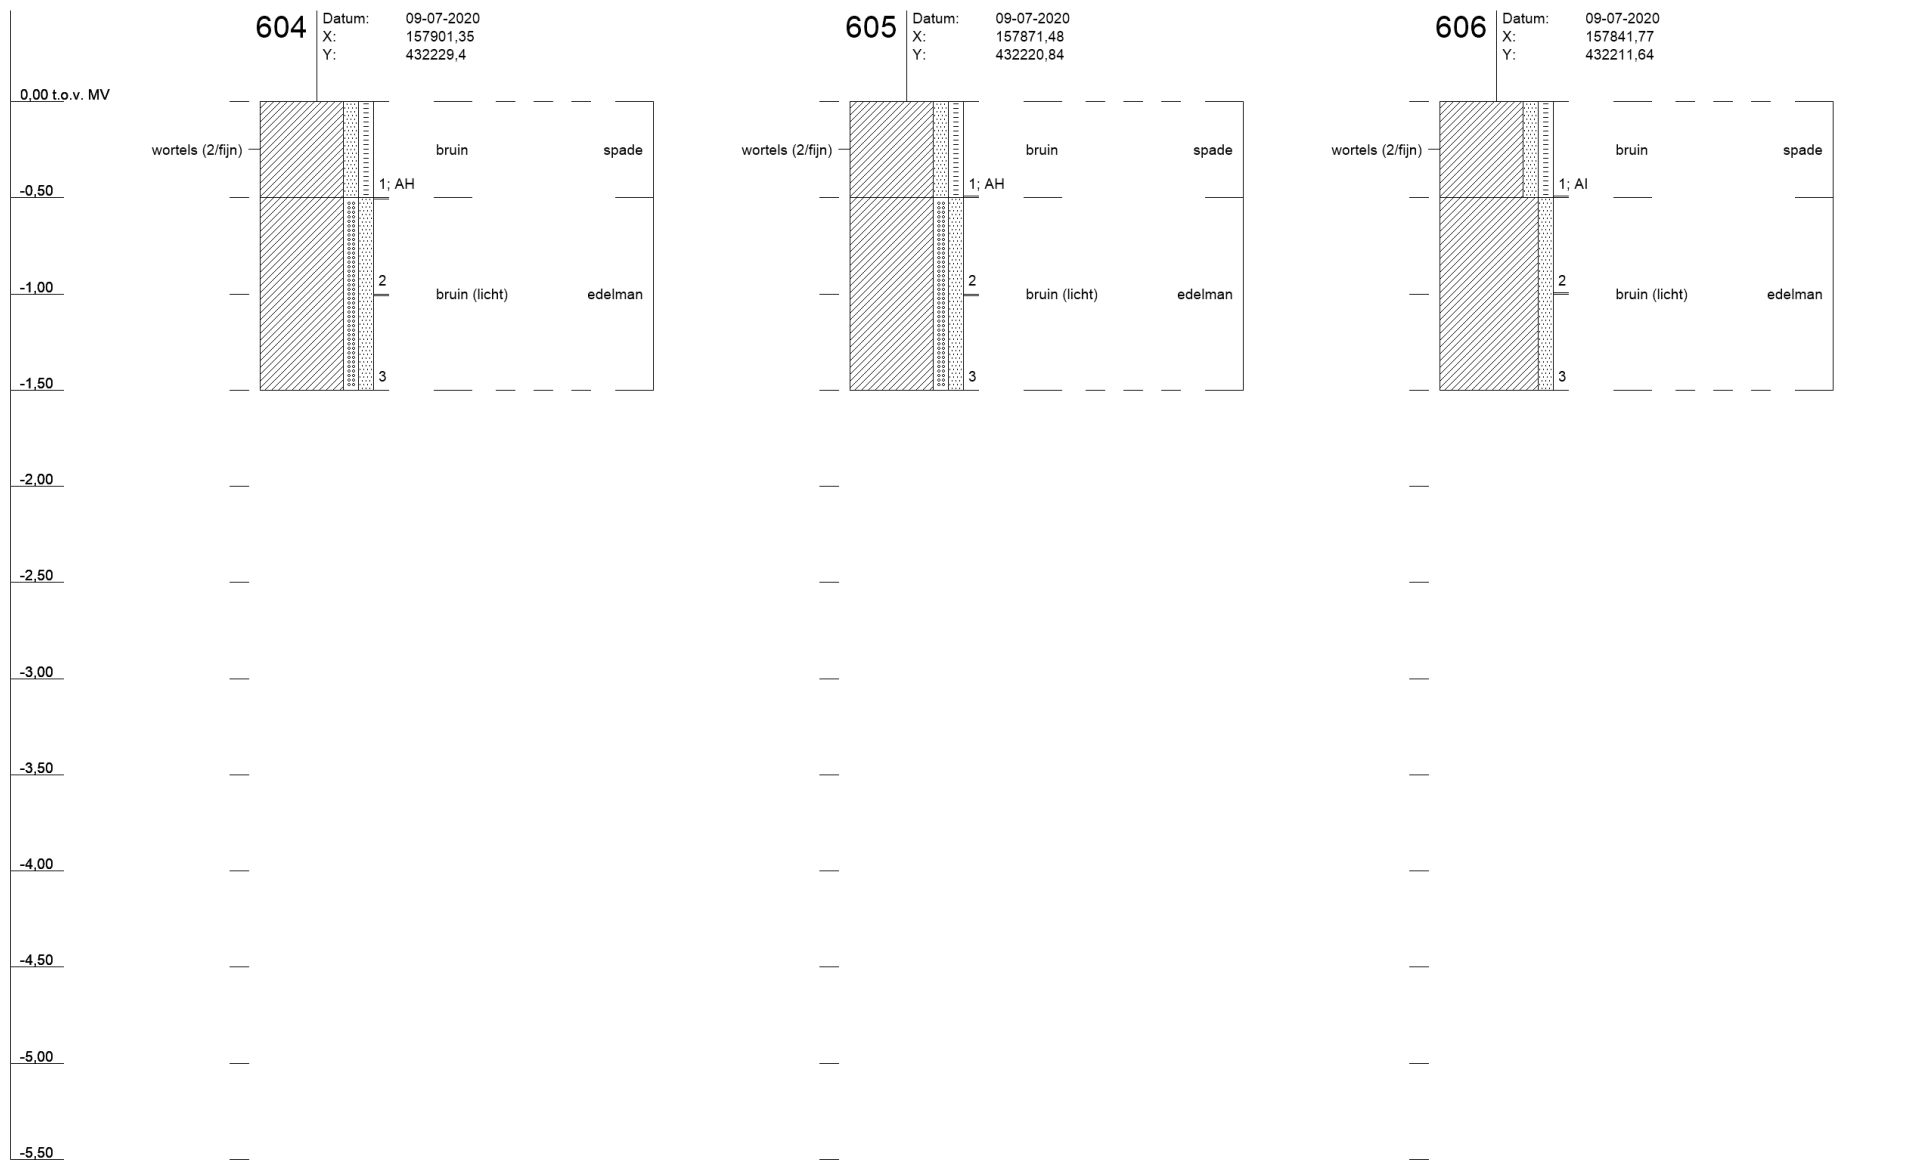 604
Datum: 09-07-2020
X: 157901,35
Y: 432229,4
605
Datum: 09-07-2020
X: 157871,48
Y: 432220,84
606
Datum: 09-07-2020
X: 157841,77
Y: 432211,64
0,00 t.o.v. MV
wortels (2/fijn) bruin spade
1; AH
2
bruin (licht) edelman
3
wortels (2/fijn) bruin spade
1; AH
2
bruin (licht) edelman
3
wortels (2/fijn) bruin spade
1; AI
2
bruin (licht) edelman
3
-0,50
-1,00
-1,50
-2,00
-2,50
-3,00
-3,50
-4,00
-4,50
-5,00
-5,50